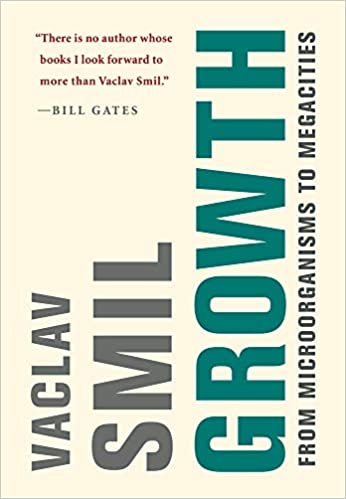 “There is no author whose
books I look forward to
more than Vaclav Smil.”
—BILL GATES
VACLAV
SMIL
GROWTH
FROM MICROORGANISMS TO MEGACITIES